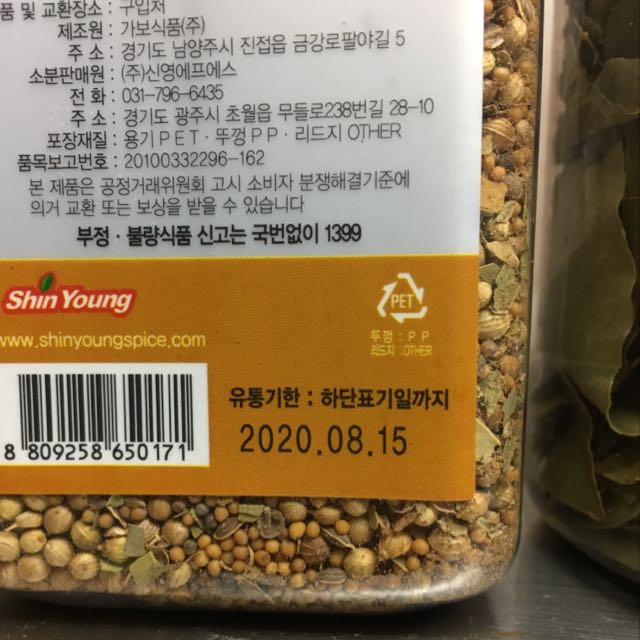 품 및 교환장소 : 구입처
제조원 : 가보식품(주)
주 소 : 경기도 남양주시 진접읍 금강로팔야길 5
소분판매원 : (주)신영에프에스
전 화 : 031-796-6435
주 소 : 경기도 광주시 초월읍 무들로238번길 28-10
포장재질 : 용기PET · 뚜껑PP · 리드지 OTHER
품목보고번호 : 20100332296-162
본 제품은 공정거래위원회 고시 소비자 분쟁해결기준에
의거 교환 또는 보상을 받을 수 있습니다
부정 · 불량식품 신고는 국번없이 1399
Shin Young
www.shinyoungspice.com
PET
뚜껑 : PP
리드지 : OTHER
8 809258 650171
유통기한 : 하단표기일까지
2020.08.15